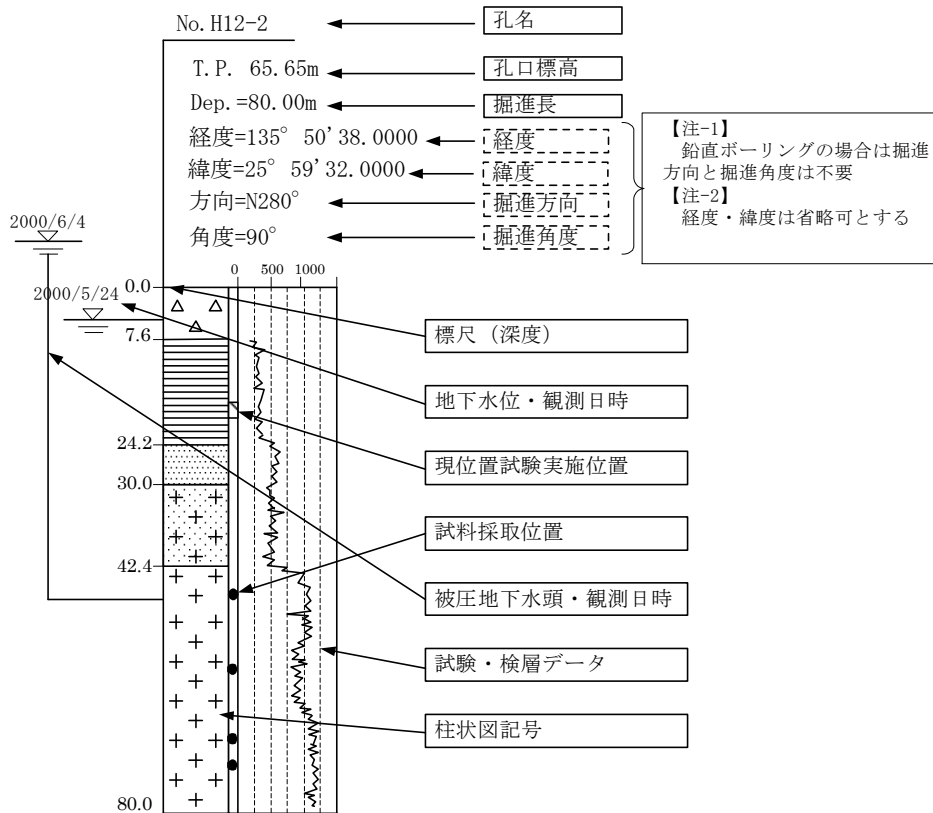 No.H12-2
孔名
T.P. 65.65m
孔口標高
Dep.=80.00m
掘進長
経度=135° 50'38.0000
経度
緯度=25° 59'32.0000
緯度
方向=N280°
掘進方向
角度=90°
掘進角度
【注-1】
鉛直ボーリングの場合は掘進
方向と掘進角度は不要
【注-2】
経度・緯度は省略可とする
2000/6/4
0 500 1000
0.0
2000/5/24
7.6
標尺（深度）
地下水位・観測日時
24.2
現位置試験実施位置
30.0
試料採取位置
42.4
被圧地下水頭・観測日時
試験・検層データ
柱状図記号
80.0